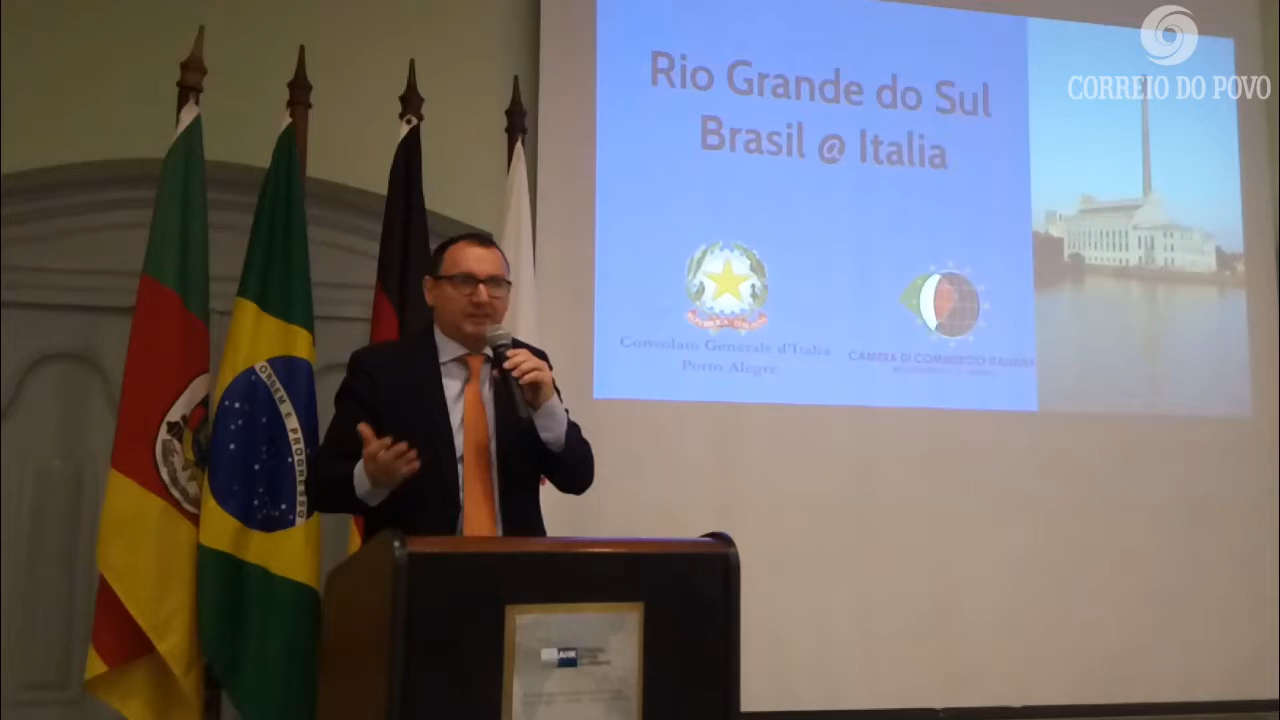 CORREIO DO POVO
Rio Grande do Sul
Brasil @ Italia
Consolato Generale d'Italia
Porto Alegre
CAMERA DI COMMERCIO ITALIANA
ORDEM E PROGRESSO
AHK